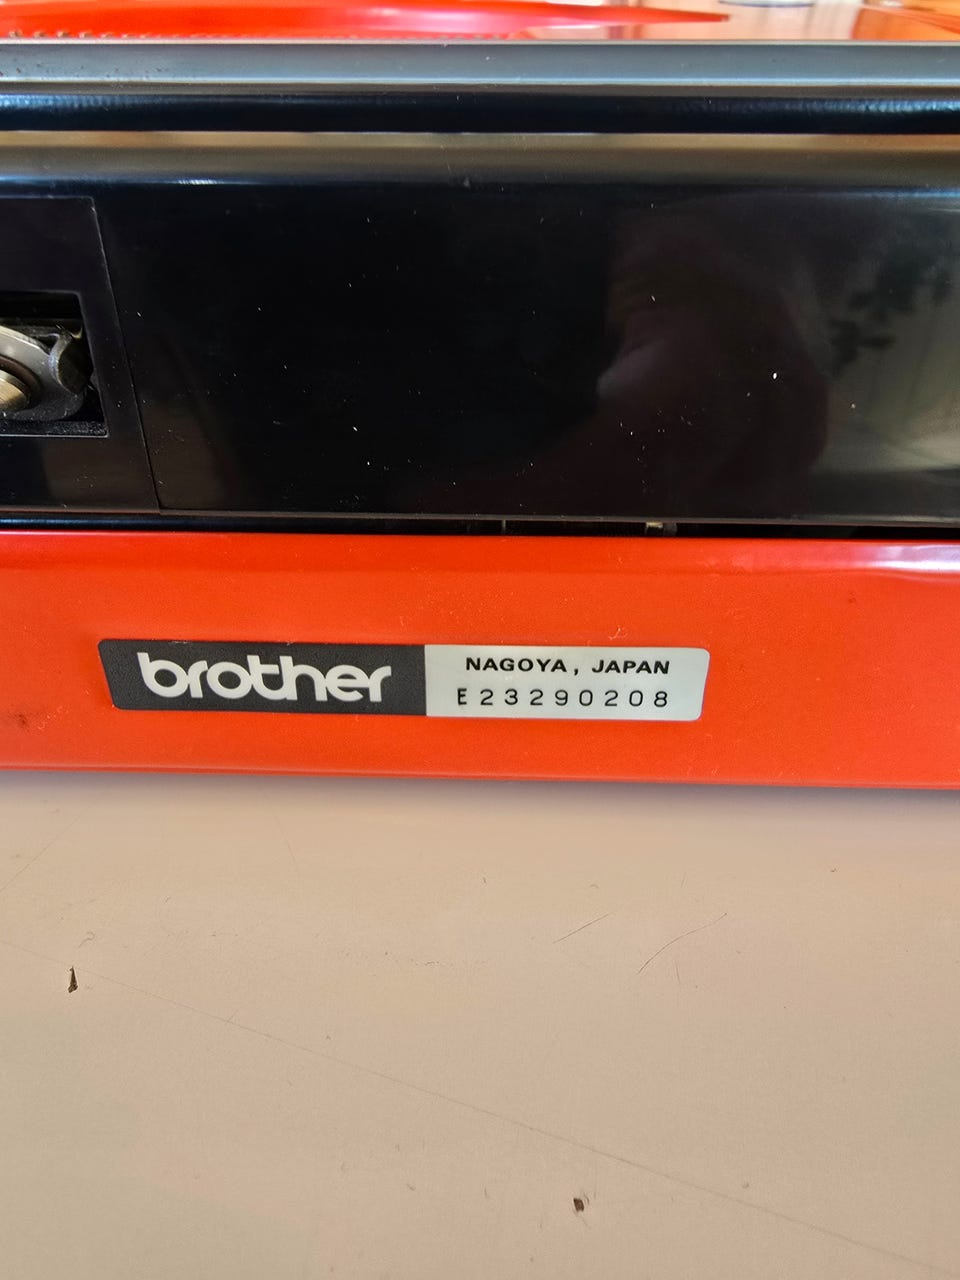 brother
NAGOYA, JAPAN
E23290208